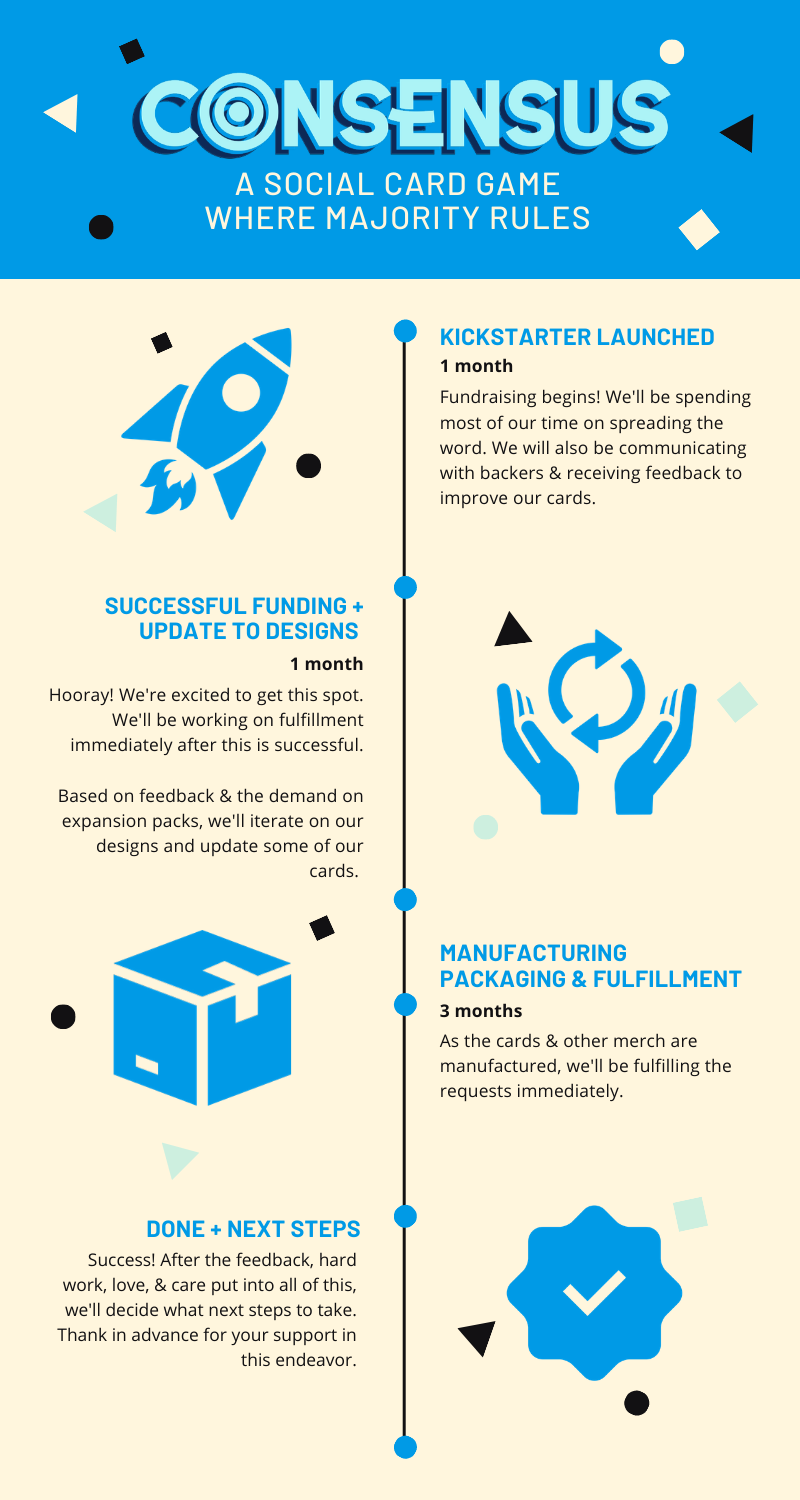 CONSENSUS
A SOCIAL CARD GAME
WHERE MAJORITY RULES
KICKSTARTER LAUNCHED
1 month
Fundraising begins! We'll be spending
most of our time on spreading the
word. We will also be communicating
with backers & receiving feedback to
improve our cards.
SUCCESSFUL FUNDING +
UPDATE TO DESIGNS
1 month
Hooray! We're excited to get this spot.
We'll be working on fulfillment
immediately after this is successful.
Based on feedback & the demand on
expansion packs, we'll iterate on our
designs and update some of our
cards.
MANUFACTURING
PACKAGING & FULFILLMENT
3 months
As the cards & other merch are
manufactured, we'll be fulfilling the
requests immediately.
DONE + NEXT STEPS
Success! After the feedback, hard
work, love, & care put into all of this,
we'll decide what next steps to take.
Thank in advance for your support in
this endeavor.